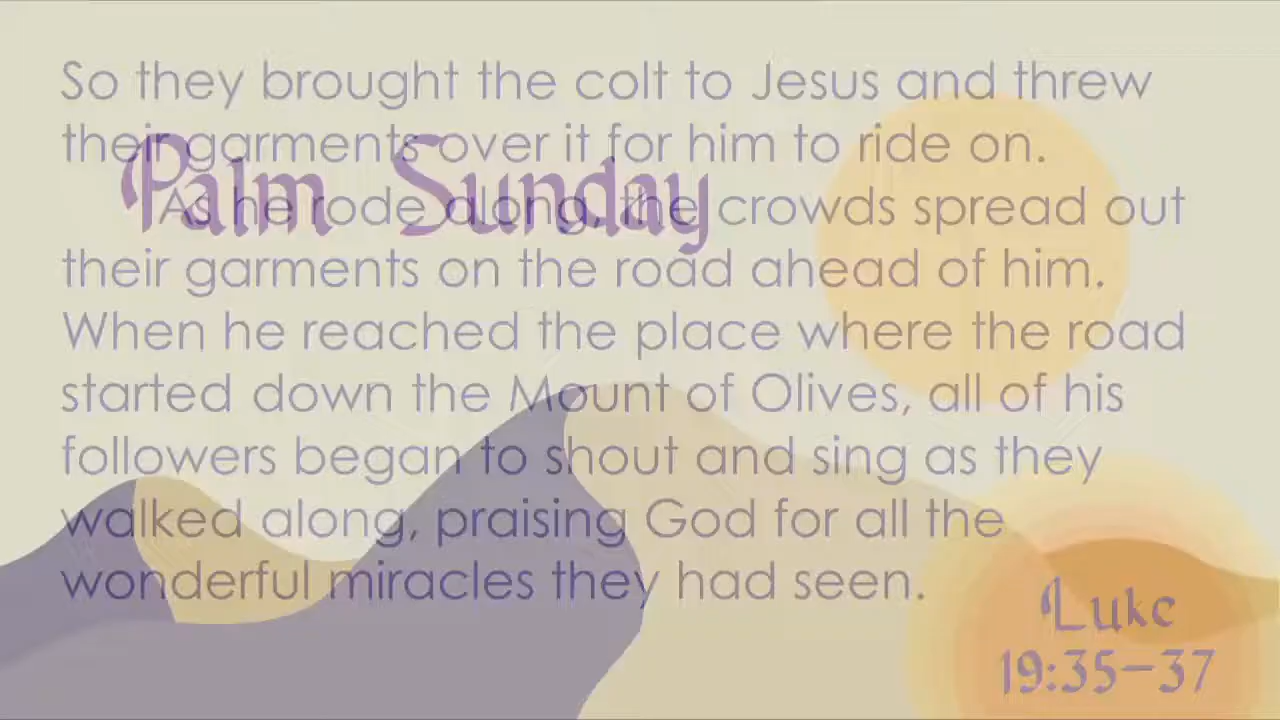 So they brought the colt to Jesus and threw
their garments over it for him to ride on.
Palm Sunday
As he rode along, the crowds spread out
their garments on the road ahead of him.
When he reached the place where the road
started down the Mount of Olives, all of his
followers began to shout and sing as they
walked along, praising God for all the
wonderful miracles they had seen.
Luke
19:35–37